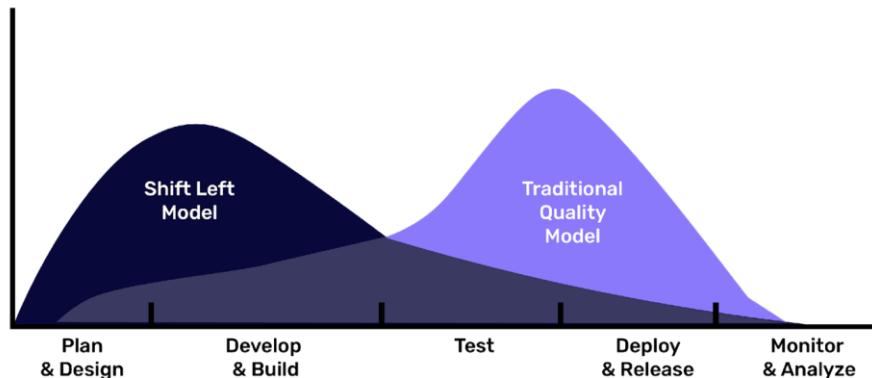 Shift Left
Model
Traditional
Quality
Model
Plan
& Design
Develop
& Build
Test
Deploy
& Release
Monitor
& Analyze